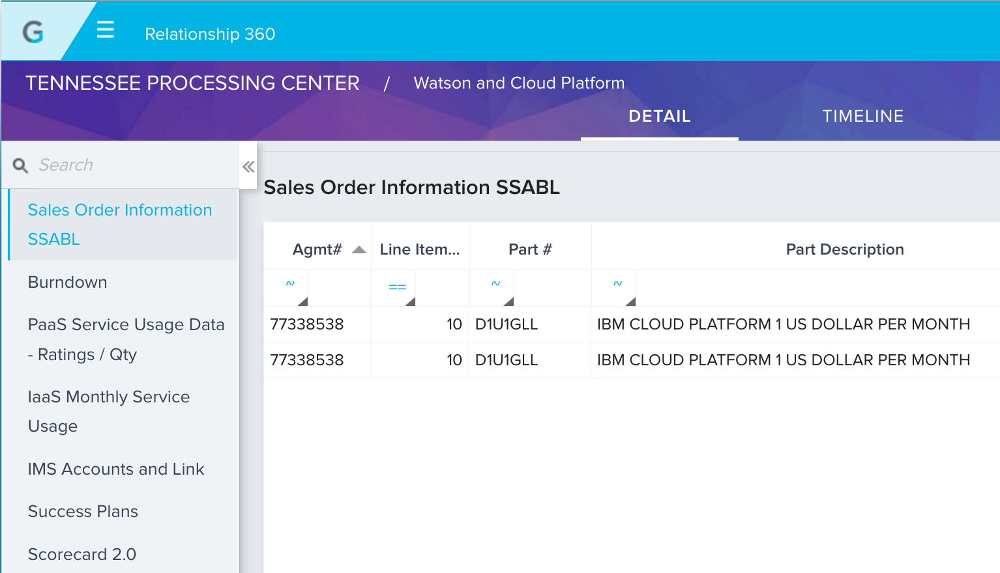 G
Relationship 360
TENNESSEE PROCESSING CENTER / Watson and Cloud Platform
DETAIL TIMELINE
Search
«
Sales Order Information
SSABL
Burndown
PaaS Service Usage Data
- Ratings / Qty
IaaS Monthly Service
Usage
IMS Accounts and Link
Success Plans
Scorecard 2.0
Sales Order Information SSABL
Agmt# Line Item... Part # Part Description
~ == ~ ~
77338538 10 D1U1GLL IBM CLOUD PLATFORM 1 US DOLLAR PER MONTH
77338538 10 D1U1GLL IBM CLOUD PLATFORM 1 US DOLLAR PER MONTH